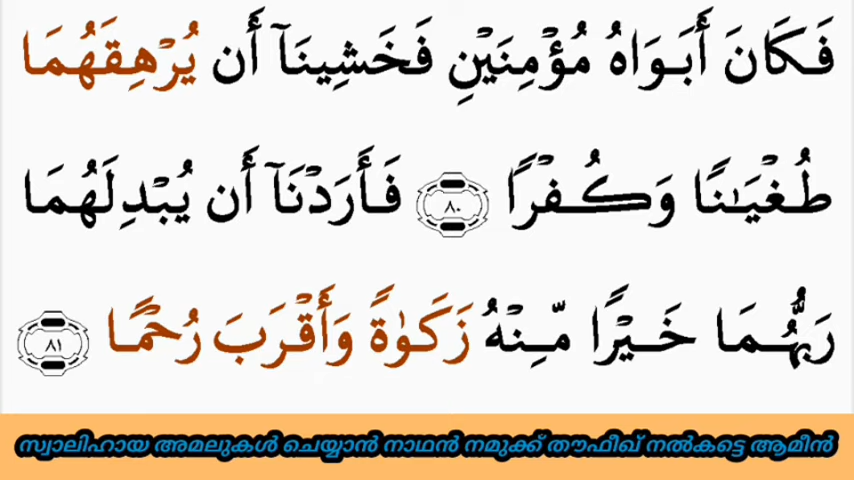 فَكَانَ أَبَوَاهُ مُؤْمِنَيْنِ فَخَشِينَآ أَن يُرْهِقَهُمَا
طُغْيَٰنًا وَكُفْرًا ۝٨٠ فَأَرَدْنَآ أَن يُبْدِلَهُمَا
رَبُّهُمَا خَيْرًا مِّنْهُ زَكَوٰةً وَأَقْرَبَ رُحْمًا ۝٨١
സ്വാലിഹായ അമലുകൾ ചെയ്യാൻ നാഥൻ നമുക്ക് തൗഫീഖ് നൽകട്ടെ ആമീൻ